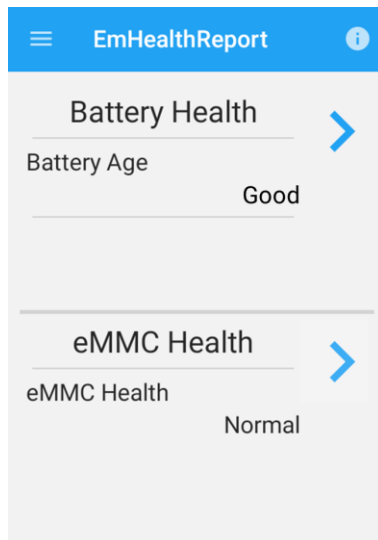 EmHealthReport
Battery Health
Battery Age
Good
eMMC Health
eMMC Health
Normal